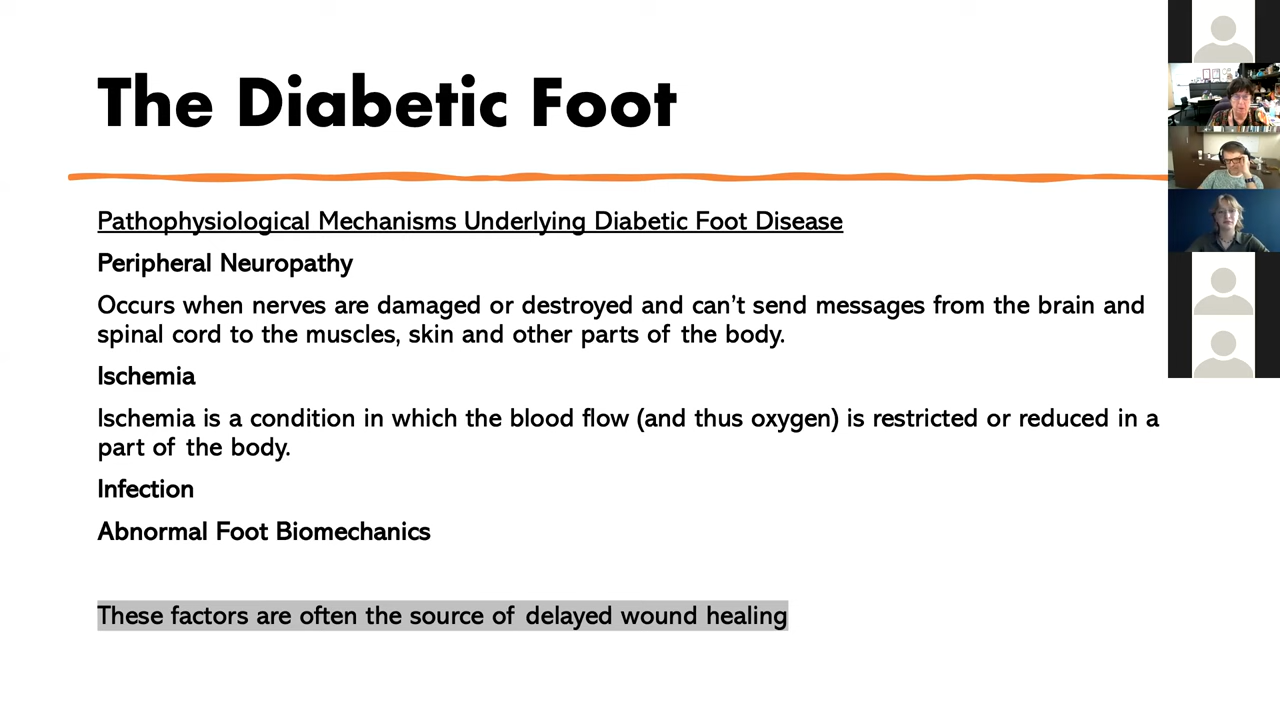 The Diabetic Foot
Pathophysiological Mechanisms Underlying Diabetic Foot Disease
Peripheral Neuropathy
Occurs when nerves are damaged or destroyed and can’t send messages from the brain and
spinal cord to the muscles, skin and other parts of the body.
Ischemia
Ischemia is a condition in which the blood flow (and thus oxygen) is restricted or reduced in a
part of the body.
Infection
Abnormal Foot Biomechanics
These factors are often the source of delayed wound healing